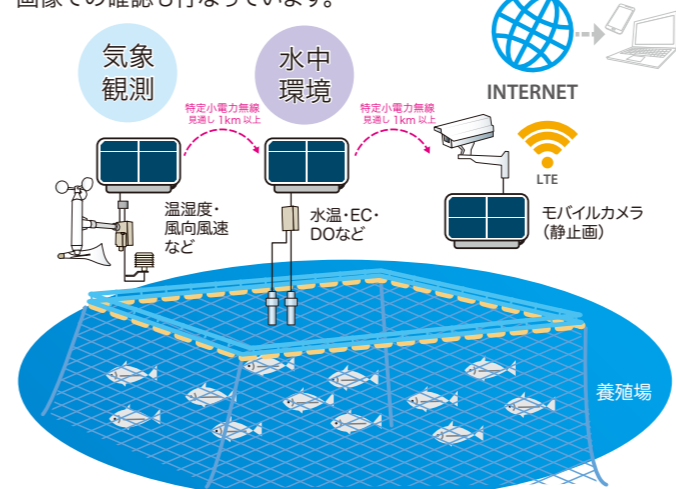 画像での確認も行なっています。
気象
観測
水中
環境
INTERNET
特定小電力無線
見通し 1km 以上
特定小電力無線
見通し 1km 以上
LTE
温湿度・
風向風速
など
水温・EC・
DOなど
モバイルカメラ
（静止画）
養殖場